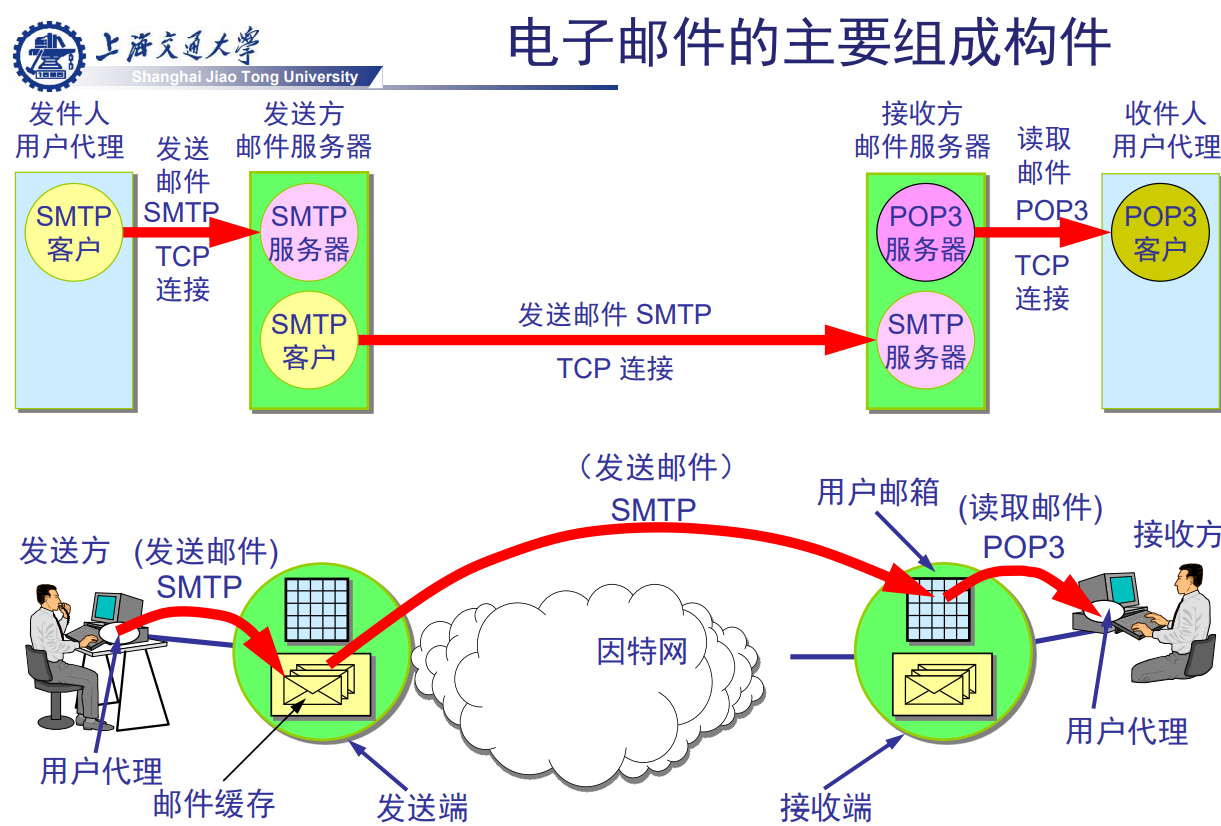 上海交通大学
Shanghai Jiao Tong University
电子邮件的主要组成构件
发件人
用户代理
发送
邮件
SMTP
TCP
连接
发送方
邮件服务器
接收方
邮件服务器
读取
邮件
POP3
TCP
连接
收件人
用户代理
SMTP
客户
SMTP
服务器
SMTP
客户
发送邮件 SMTP
TCP 连接
POP3
服务器
SMTP
服务器
POP3
客户
（发送邮件）
SMTP
用户邮箱
(读取邮件)
POP3
接收方
发送方
(发送邮件)
SMTP
因特网
用户代理
邮件缓存
发送端
接收端
用户代理